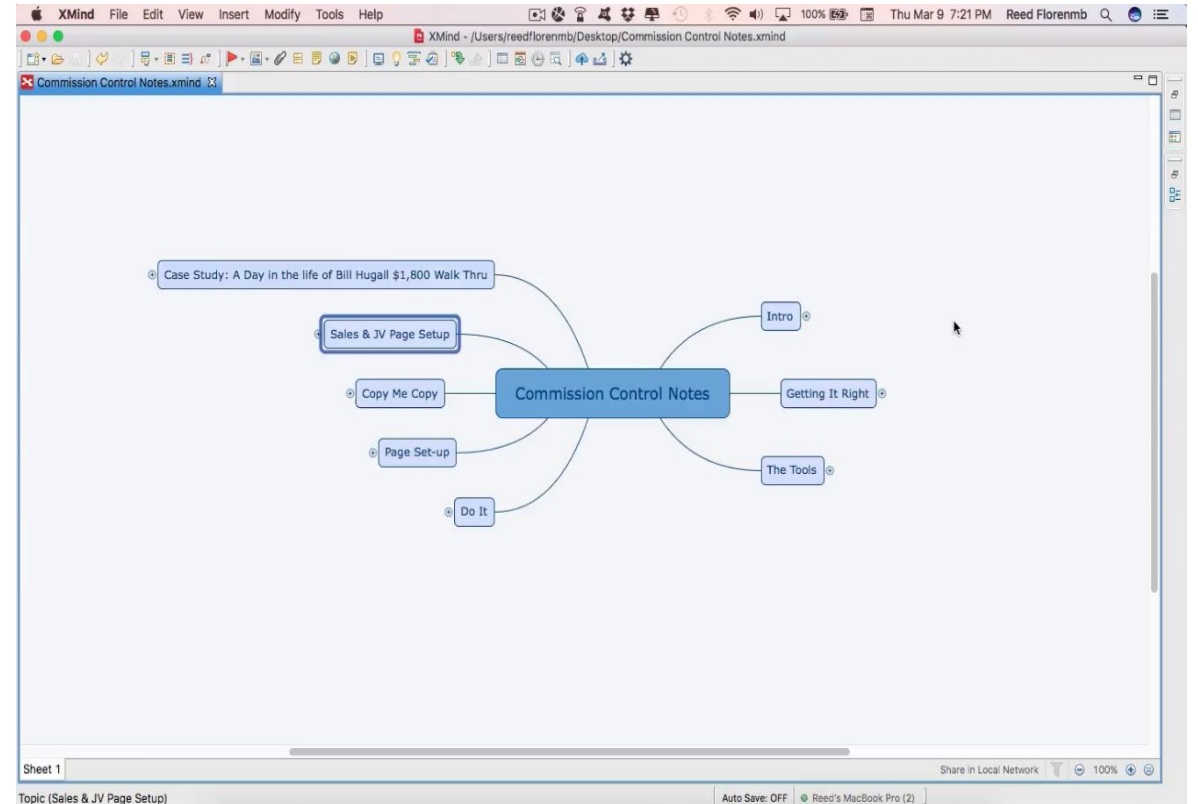 XMind File Edit View Insert Modify Tools Help 100% Thu Mar 9 7:21 PM Reed Florenmb
XMind - /Users/reedflorenmb/Desktop/Commission Control Notes.xmind
Commission Control Notes.xmind
Case Study: A Day in the life of Bill Hugall $1,800 Walk Thru
Sales & JV Page Setup
Copy Me Copy
Page Set-up
Do It
Commission Control Notes
Intro
Getting It Right
The Tools
Sheet 1
Share in Local Network 100%
Topic (Sales & JV Page Setup)
Auto Save: OFF Reed's MacBook Pro (2)